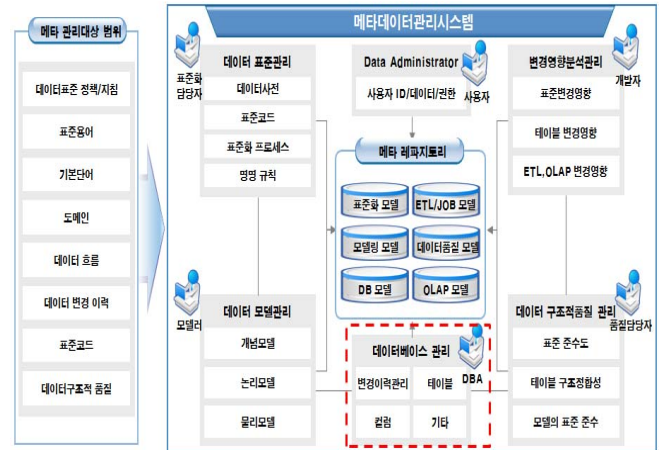 메타 관리대상 범위
데이터표준 정책/지침
표준용어
기본단어
도메인
데이터 흐름
데이터 변경 이력
표준코드
데이터구조적 품질
메타데이터관리시스템
표준화
담당자
데이터 표준관리
데이터사전
표준코드
표준화 프로세스
명명 규칙
Data Administrator
사용자 ID/데이터/권한
사용자
변경영향분석관리
표준변경영향
테이블 변경영향
ETL,OLAP 변경영향
개발자
메타 레파지토리
표준화 모델
ETL/JOB 모델
모델링 모델
데이터품질 모델
DB 모델
OLAP 모델
모델러
데이터 모델관리
개념모델
논리모델
물리모델
데이터베이스 관리
변경이력관리
테이블
컬럼
기타
DBA
데이터 구조적품질 관리
품질담당자
표준 준수도
테이블 구조정합성
모델의 표준 준수